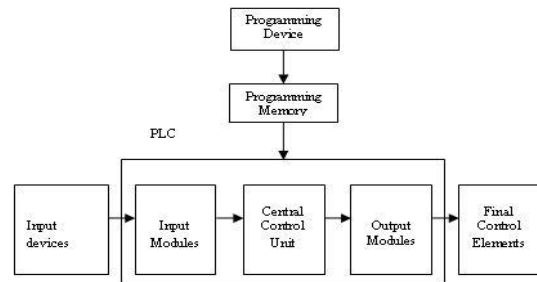 Programming
Device
Programming
Memory
PLC
Input
devices
Input
Modules
Central
Control
Unit
Output
Modules
Final
Control
Elements